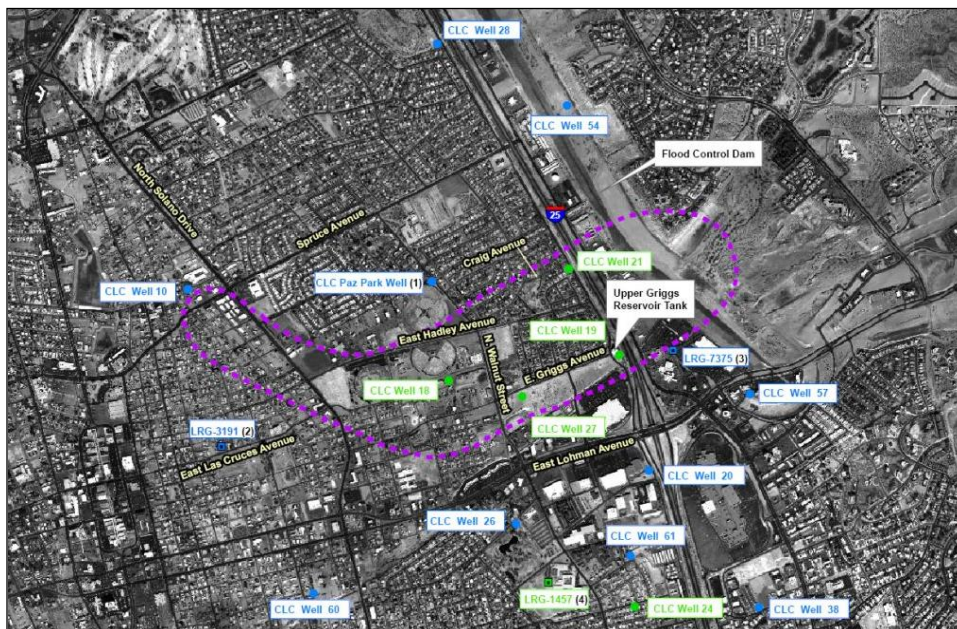 CLC Well 28
CLC Well 54
Flood Control Dam
North Solano Drive
Spruce Avenue
25
Craig Avenue
CLC Well 21
CLC Paz Park Well (1)
CLC Well 10
Upper Griggs
Reservoir Tank
East Hadley Avenue
CLC Well 19
N. Walnut Street
E. Griggs Avenue
LRG-7375 (3)
CLC Well 18
CLC Well 57
CLC Well 27
LRG-3191 (2)
East Las Cruces Avenue
East Lohman Avenue
CLC Well 20
CLC Well 26
CLC Well 61
LRG-1457 (4)
CLC Well 60
CLC Well 24
CLC Well 38